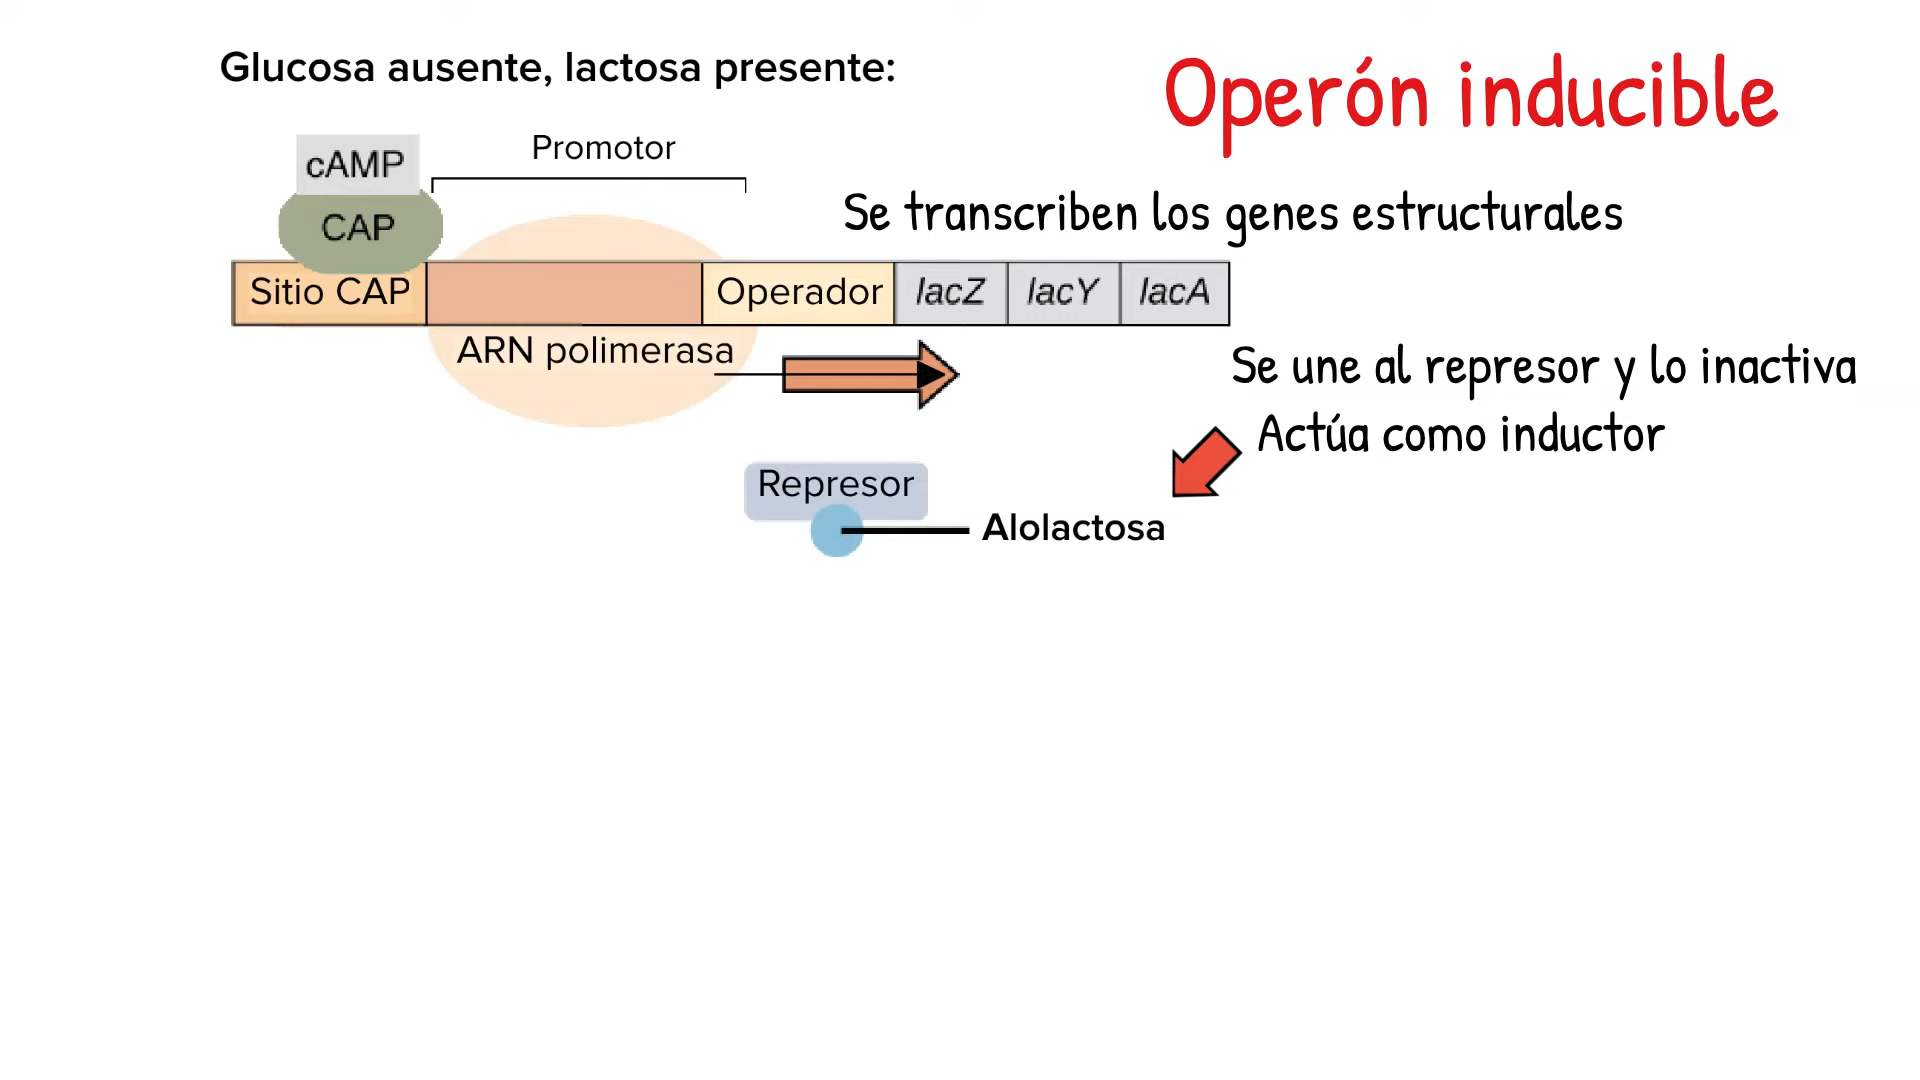 Glucosa ausente, lactosa presente:
Operón inducible
cAMP
Promotor
CAP
Se transcriben los genes estructurales
Sitio CAP
Operador
lacZ
lacY
lacA
ARN polimerasa
Se une al represor y lo inactiva
Actúa como inductor
Represor
Alolactosa